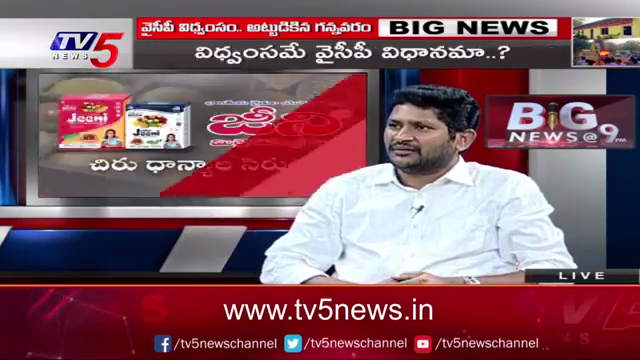 TV5
NEWS
వైసీపీ విధ్వంసం.. అట్టుడికిన గన్నవరం
BIG NEWS
విధ్వంసమే వైసీపీ విధానమా..?
Jeeni
Jeeni
జీని
చిరు ధాన్యాల సిరు
BIG
NEWS@9PM
LIVE
www.tv5news.in
/tv5newschannel /tv5newschannel /tv5newschannel